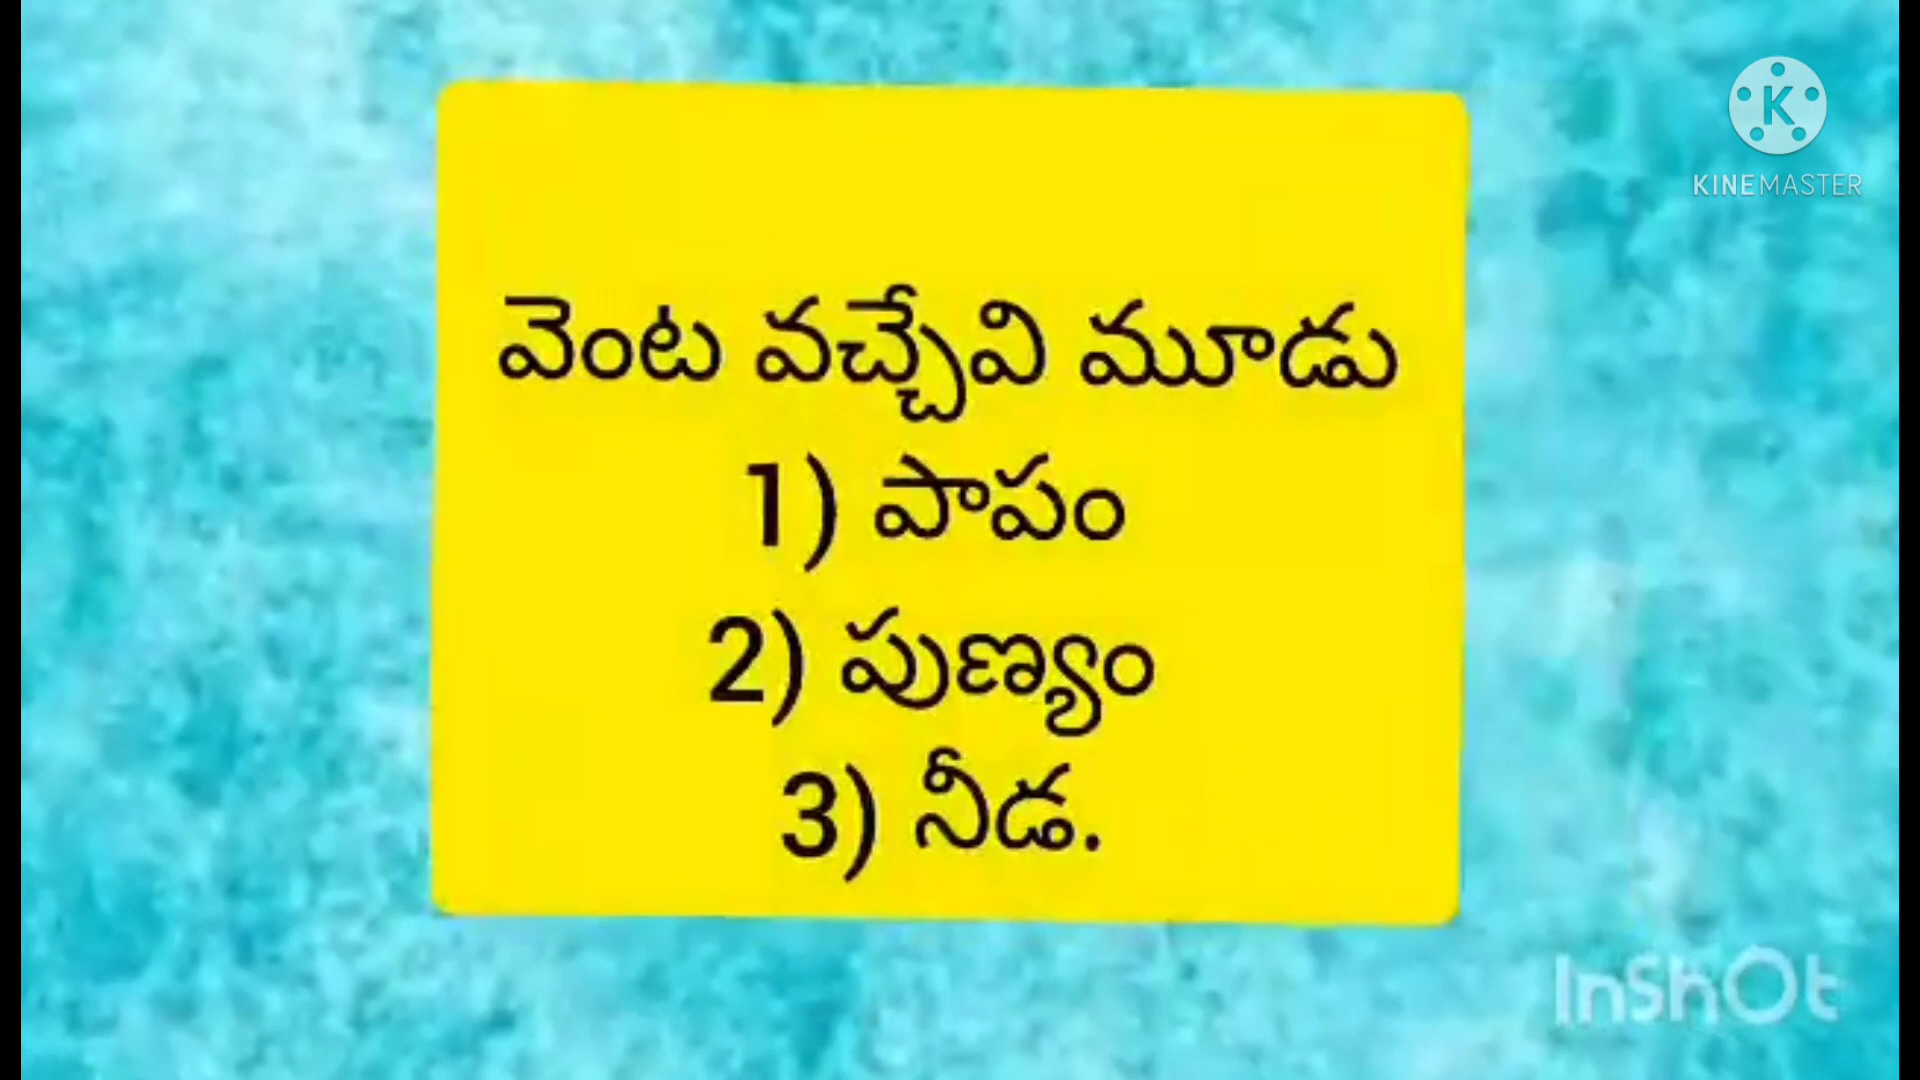 KINEMASTER
వెంట వచ్చేవి మూడు
1) పాపం
2) పుణ్యం
3) నీడ.
InShOt